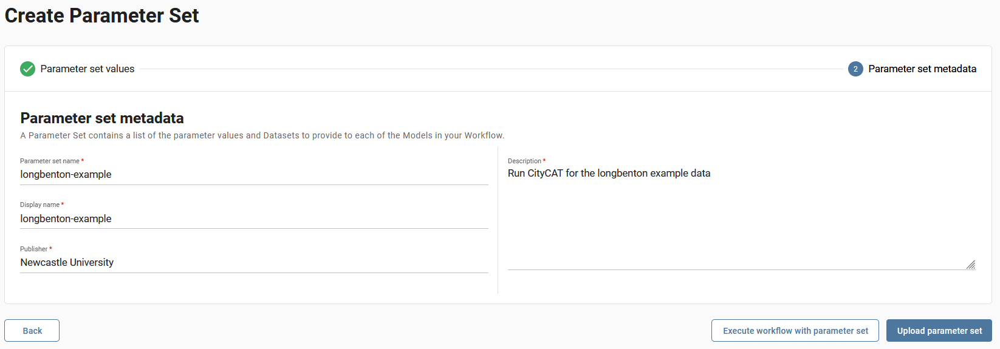 Create Parameter Set
Parameter set values
2 Parameter set metadata
Parameter set metadata
A Parameter Set contains a list of the parameter values and Datasets to provide to each of the Models in your Workflow.
Parameter set name *
longbenton-example
Display name *
longbenton-example
Publisher *
Newcastle University
Description *
Run CityCAT for the longbenton example data
Back
Execute workflow with parameter set
Upload parameter set